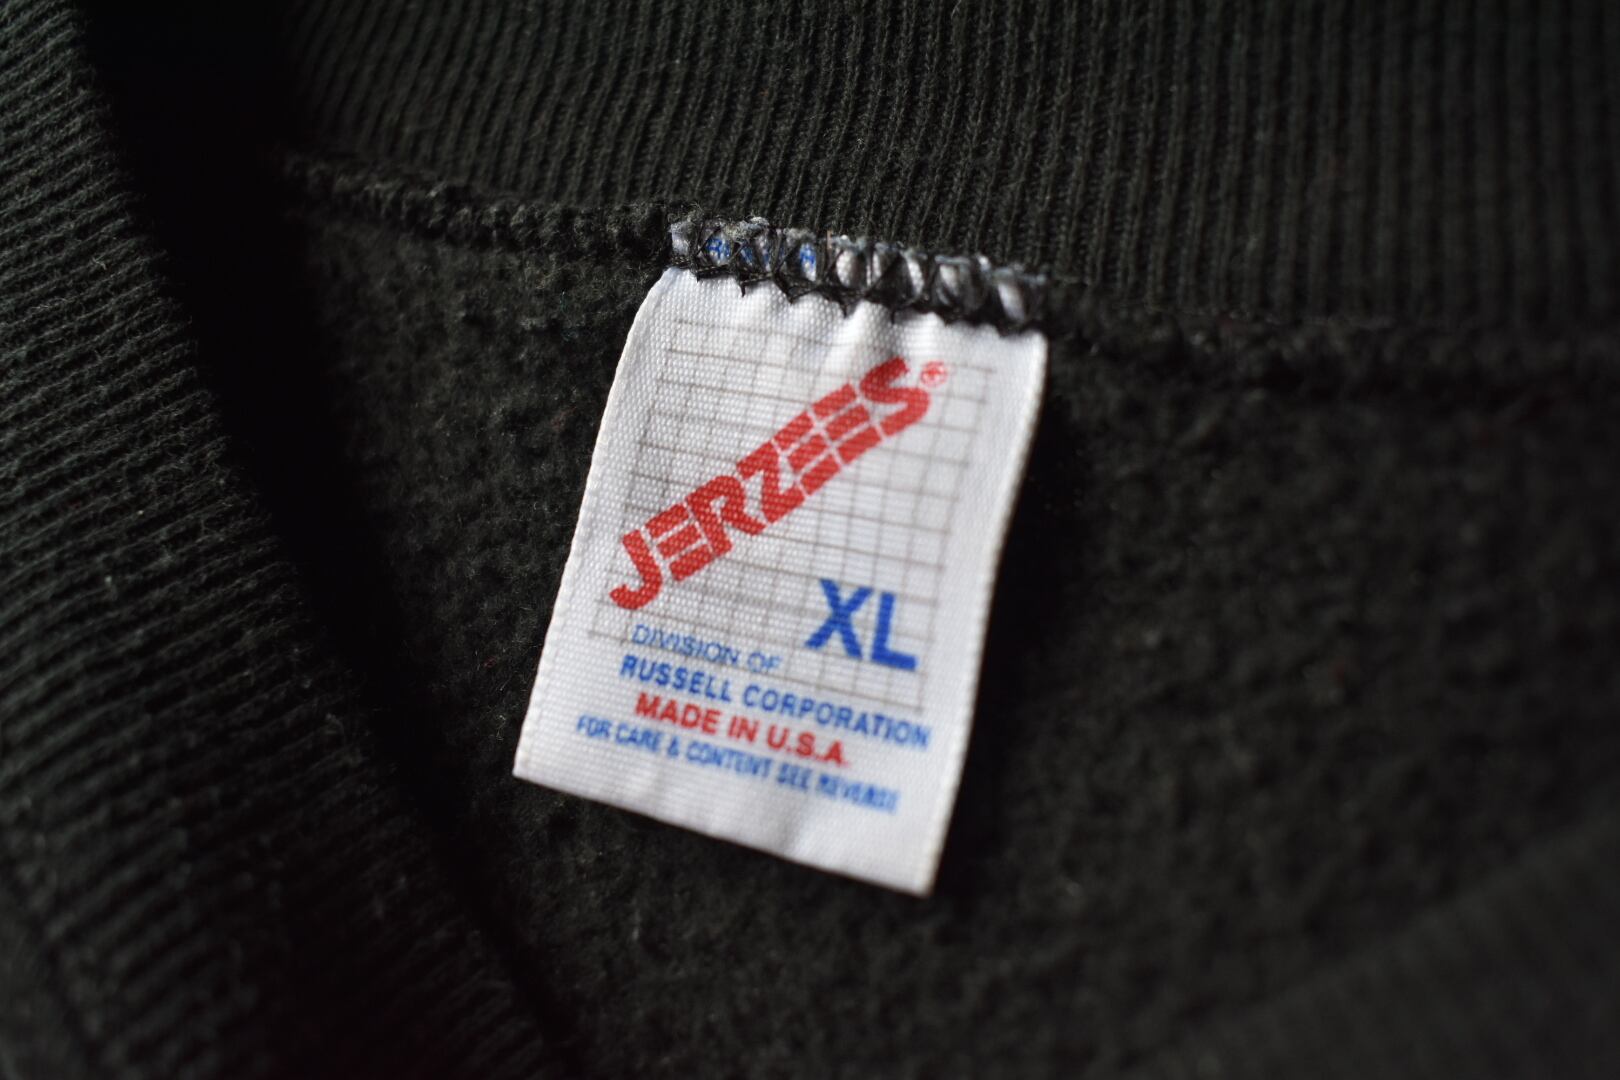 JERZEES®
XL
DIVISION OF
RUSSELL CORPORATION
MADE IN U.S.A.
FOR CARE & CONTENT SEE REVERSE